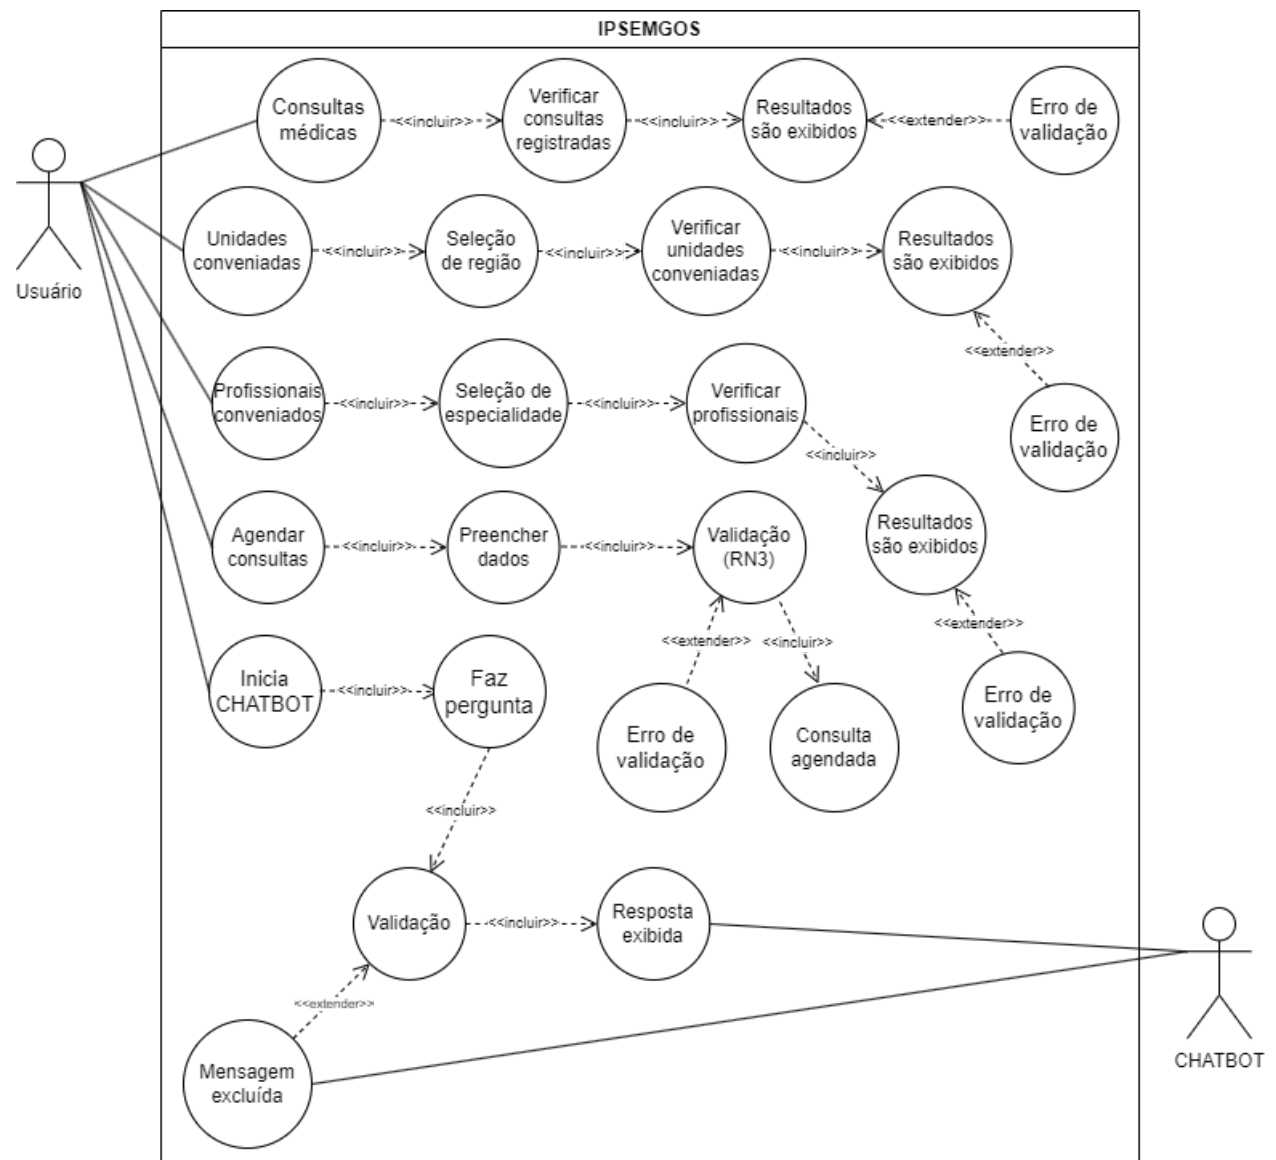 IPSEMGOS
Consultas
médicas
<<incluir>>
Verificar
consultas
registradas
<<incluir>>
Resultados
são exibidos
<<extender>>
Erro de
validação
Usuário
Unidades
conveniadas
<<incluir>>
Seleção
de região
<<incluir>>
Verificar
unidades
conveniadas
<<incluir>>
Resultados
são exibidos
<<extender>>
Erro de
validação
Profissionais
conveniados
<<incluir>>
Seleção de
especialidade
<<incluir>>
Verificar
profissionais
<<incluir>>
Resultados
são exibidos
<<extender>>
Erro de
validação
Agendar
consultas
<<incluir>>
Preencher
dados
<<incluir>>
Validação
(RN3)
<<extender>>
<<incluir>>
Erro de
validação
Consulta
agendada
Inicia
CHATBOT
<<incluir>>
Faz
pergunta
<<incluir>>
Validação
<<incluir>>
Resposta
exibida
<<extender>>
Mensagem
excluída
CHATBOT